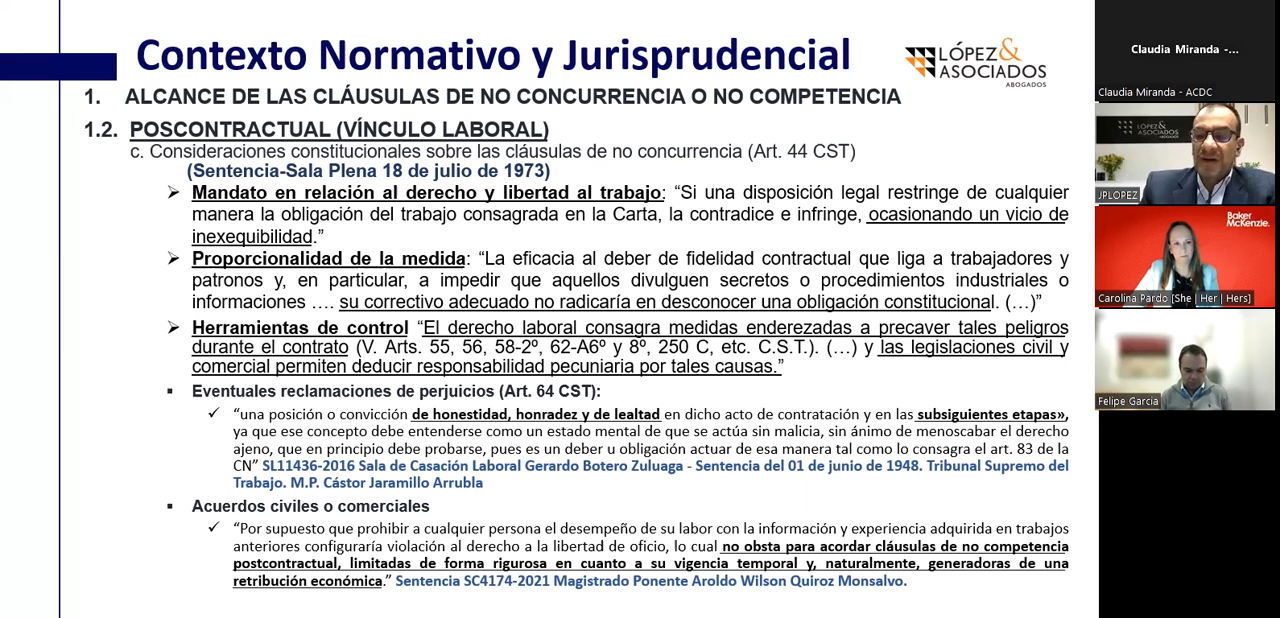 Contexto Normativo y Jurisprudencial
LÓPEZ&
ASOCIADOS
ABOGADOS
1. ALCANCE DE LAS CLÁUSULAS DE NO CONCURRENCIA O NO COMPETENCIA
1.2. POSCONTRACTUAL (VÍNCULO LABORAL)
c. Consideraciones constitucionales sobre las cláusulas de no concurrencia (Art. 44 CST)
(Sentencia-Sala Plena 18 de julio de 1973)
➢ Mandato en relación al derecho y libertad al trabajo: “Si una disposición legal restringe de cualquier
manera la obligación del trabajo consagrada en la Carta, la contradice e infringe, ocasionando un vicio de
inexequibilidad.”
➢ Proporcionalidad de la medida: “La eficacia al deber de fidelidad contractual que liga a trabajadores y
patronos y, en particular, a impedir que aquellos divulguen secretos o procedimientos industriales o
informaciones …. su correctivo adecuado no radicaría en desconocer una obligación constitucional. (…)”
➢ Herramientas de control “El derecho laboral consagra medidas enderezadas a precaver tales peligros
durante el contrato (V. Arts. 55, 56, 58-2º, 62-A6º y 8º, 250 C, etc. C.S.T.). (…) y las legislaciones civil y
comercial permiten deducir responsabilidad pecuniaria por tales causas.”
▪ Eventuales reclamaciones de perjuicios (Art. 64 CST):
✓ “una posición o convicción de honestidad, honradez y de lealtad en dicho acto de contratación y en las subsiguientes etapas»,
ya que ese concepto debe entenderse como un estado mental de que se actúa sin malicia, sin ánimo de menoscabar el derecho
ajeno, que en principio debe probarse, pues es un deber u obligación actuar de esa manera tal como lo consagra el art. 83 de la
CN” SL11436-2016 Sala de Casación Laboral Gerardo Botero Zuluaga - Sentencia del 01 de junio de 1948. Tribunal Supremo del
Trabajo. M.P. Cástor Jaramillo Arrubla
▪ Acuerdos civiles o comerciales
✓ “Por supuesto que prohibir a cualquier persona el desempeño de su labor con la información y experiencia adquirida en trabajos
anteriores configuraría violación al derecho a la libertad de oficio, lo cual no obsta para acordar cláusulas de no competencia
postcontractual, limitadas de forma rigurosa en cuanto a su vigencia temporal y, naturalmente, generadoras de una
retribución económica.” Sentencia SC4174-2021 Magistrado Ponente Aroldo Wilson Quiroz Monsalvo.
Claudia Miranda -...
Claudia Miranda - ACDC
LÓPEZ&
ASOCIADOS
JPLOPEZ
Baker
McKenzie.
Carolina Pardo [She | Her | Hers]
Felipe Garcia